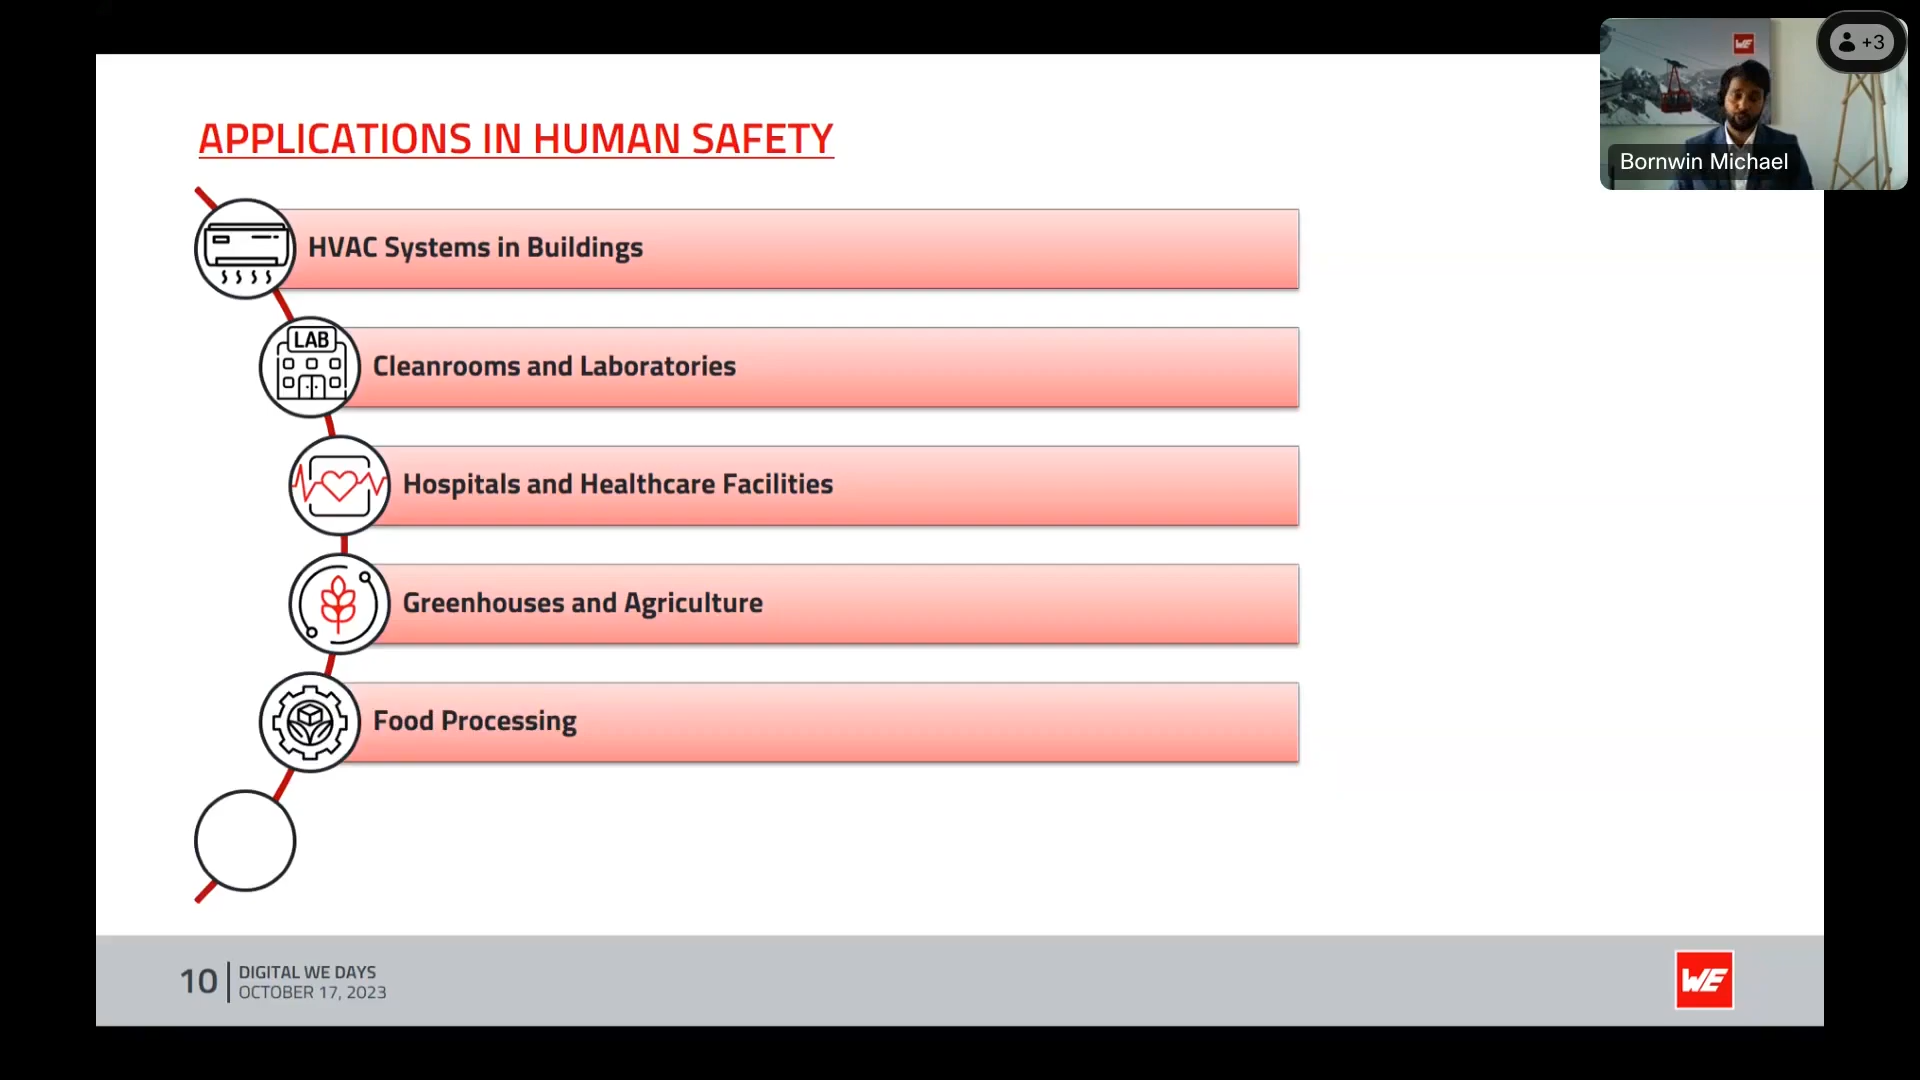 +3
Bornwin Michael
APPLICATIONS IN HUMAN SAFETY
HVAC Systems in Buildings
LAB
Cleanrooms and Laboratories
Hospitals and Healthcare Facilities
Greenhouses and Agriculture
Food Processing
10
DIGITAL WE DAYS
OCTOBER 17, 2023
WE